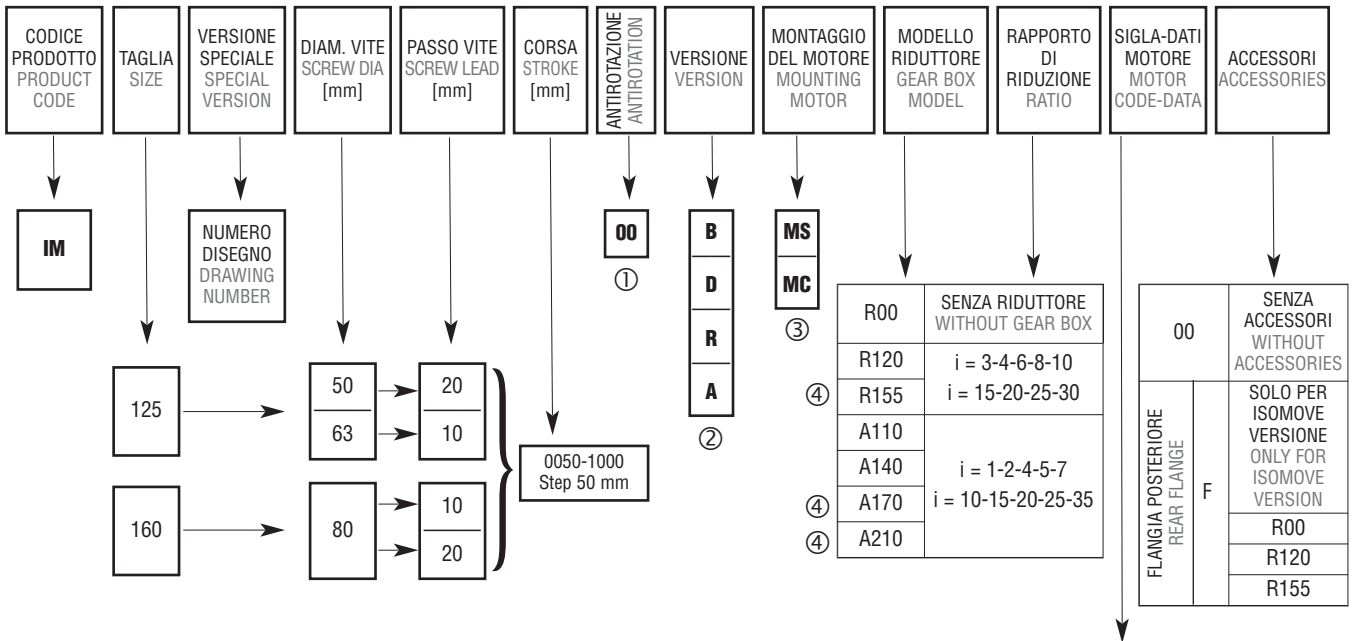 CODICE
PRODOTTO
PRODUCT
CODE
TAGLIA
SIZE
VERSIONE
SPECIALE
SPECIAL
VERSION
DIAM. VITE
SCREW DIA
[mm]
PASSO VITE
SCREW LEAD
[mm]
CORSA
STROKE
[mm]
ANTIROTAZIONE
ANTIROTATION
VERSIONE
VERSION
MONTAGGIO
DEL MOTORE
MOUNTING
MOTOR
MODELLO
RIDUTTORE
GEAR BOX
MODEL
RAPPORTO
DI
RIDUZIONE
RATIO
SIGLA-DATI
MOTORE
MOTOR
CODE-DATA
ACCESSORI
ACCESSORIES
IM
NUMERO
DISEGNO
DRAWING
NUMBER
125
160
50
63
80
20
10
10
20
0050-1000
Step 50 mm
00
①
B
D
R
A
②
MS
MC
③
R00
SENZA RIDUTTORE
WITHOUT GEAR BOX
R120
④ R155
i = 3-4-6-8-10
i = 15-20-25-30
A110
A140
④ A170
④ A210
i = 1-2-4-5-7
i = 10-15-20-25-35
00
SENZA
ACCESSORI
WITHOUT
ACCESSORIES
FLANGIA POSTERIORE
REAR FLANGE
F
SOLO PER
ISOMOVE
VERSIONE
ONLY FOR
ISOMOVE
VERSION
R00
R120
R155